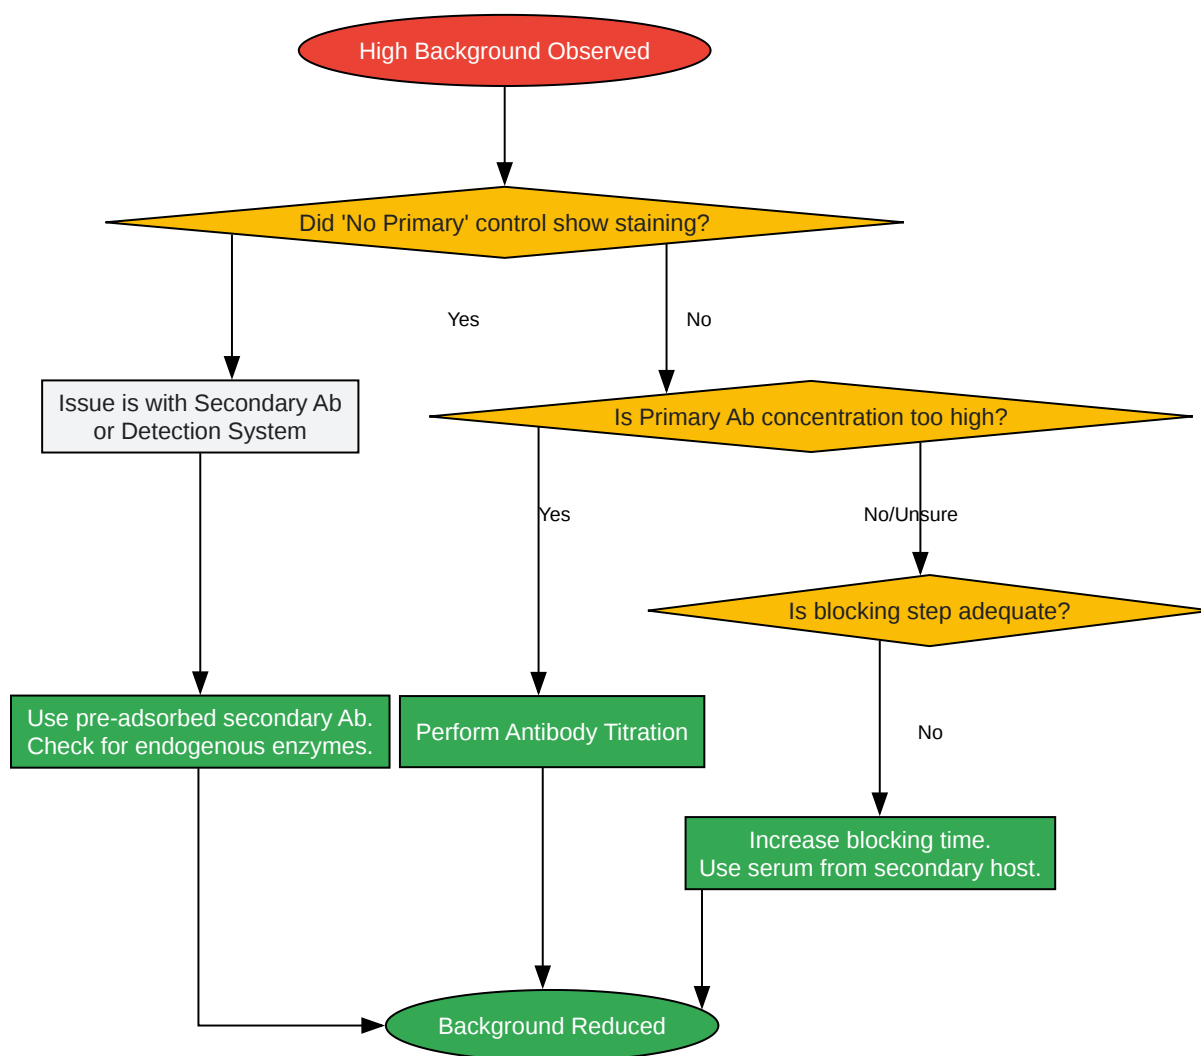 High Background Observed
Did 'No Primary' control show staining?
Yes
No
Issue is with Secondary Ab
or Detection System
Is Primary Ab concentration too high?
Yes
No/Unsure
Is blocking step adequate?
Use pre-adsorbed secondary Ab.
Check for endogenous enzymes.
Perform Antibody Titration
No
Increase blocking time.
Use serum from secondary host.
Background Reduced